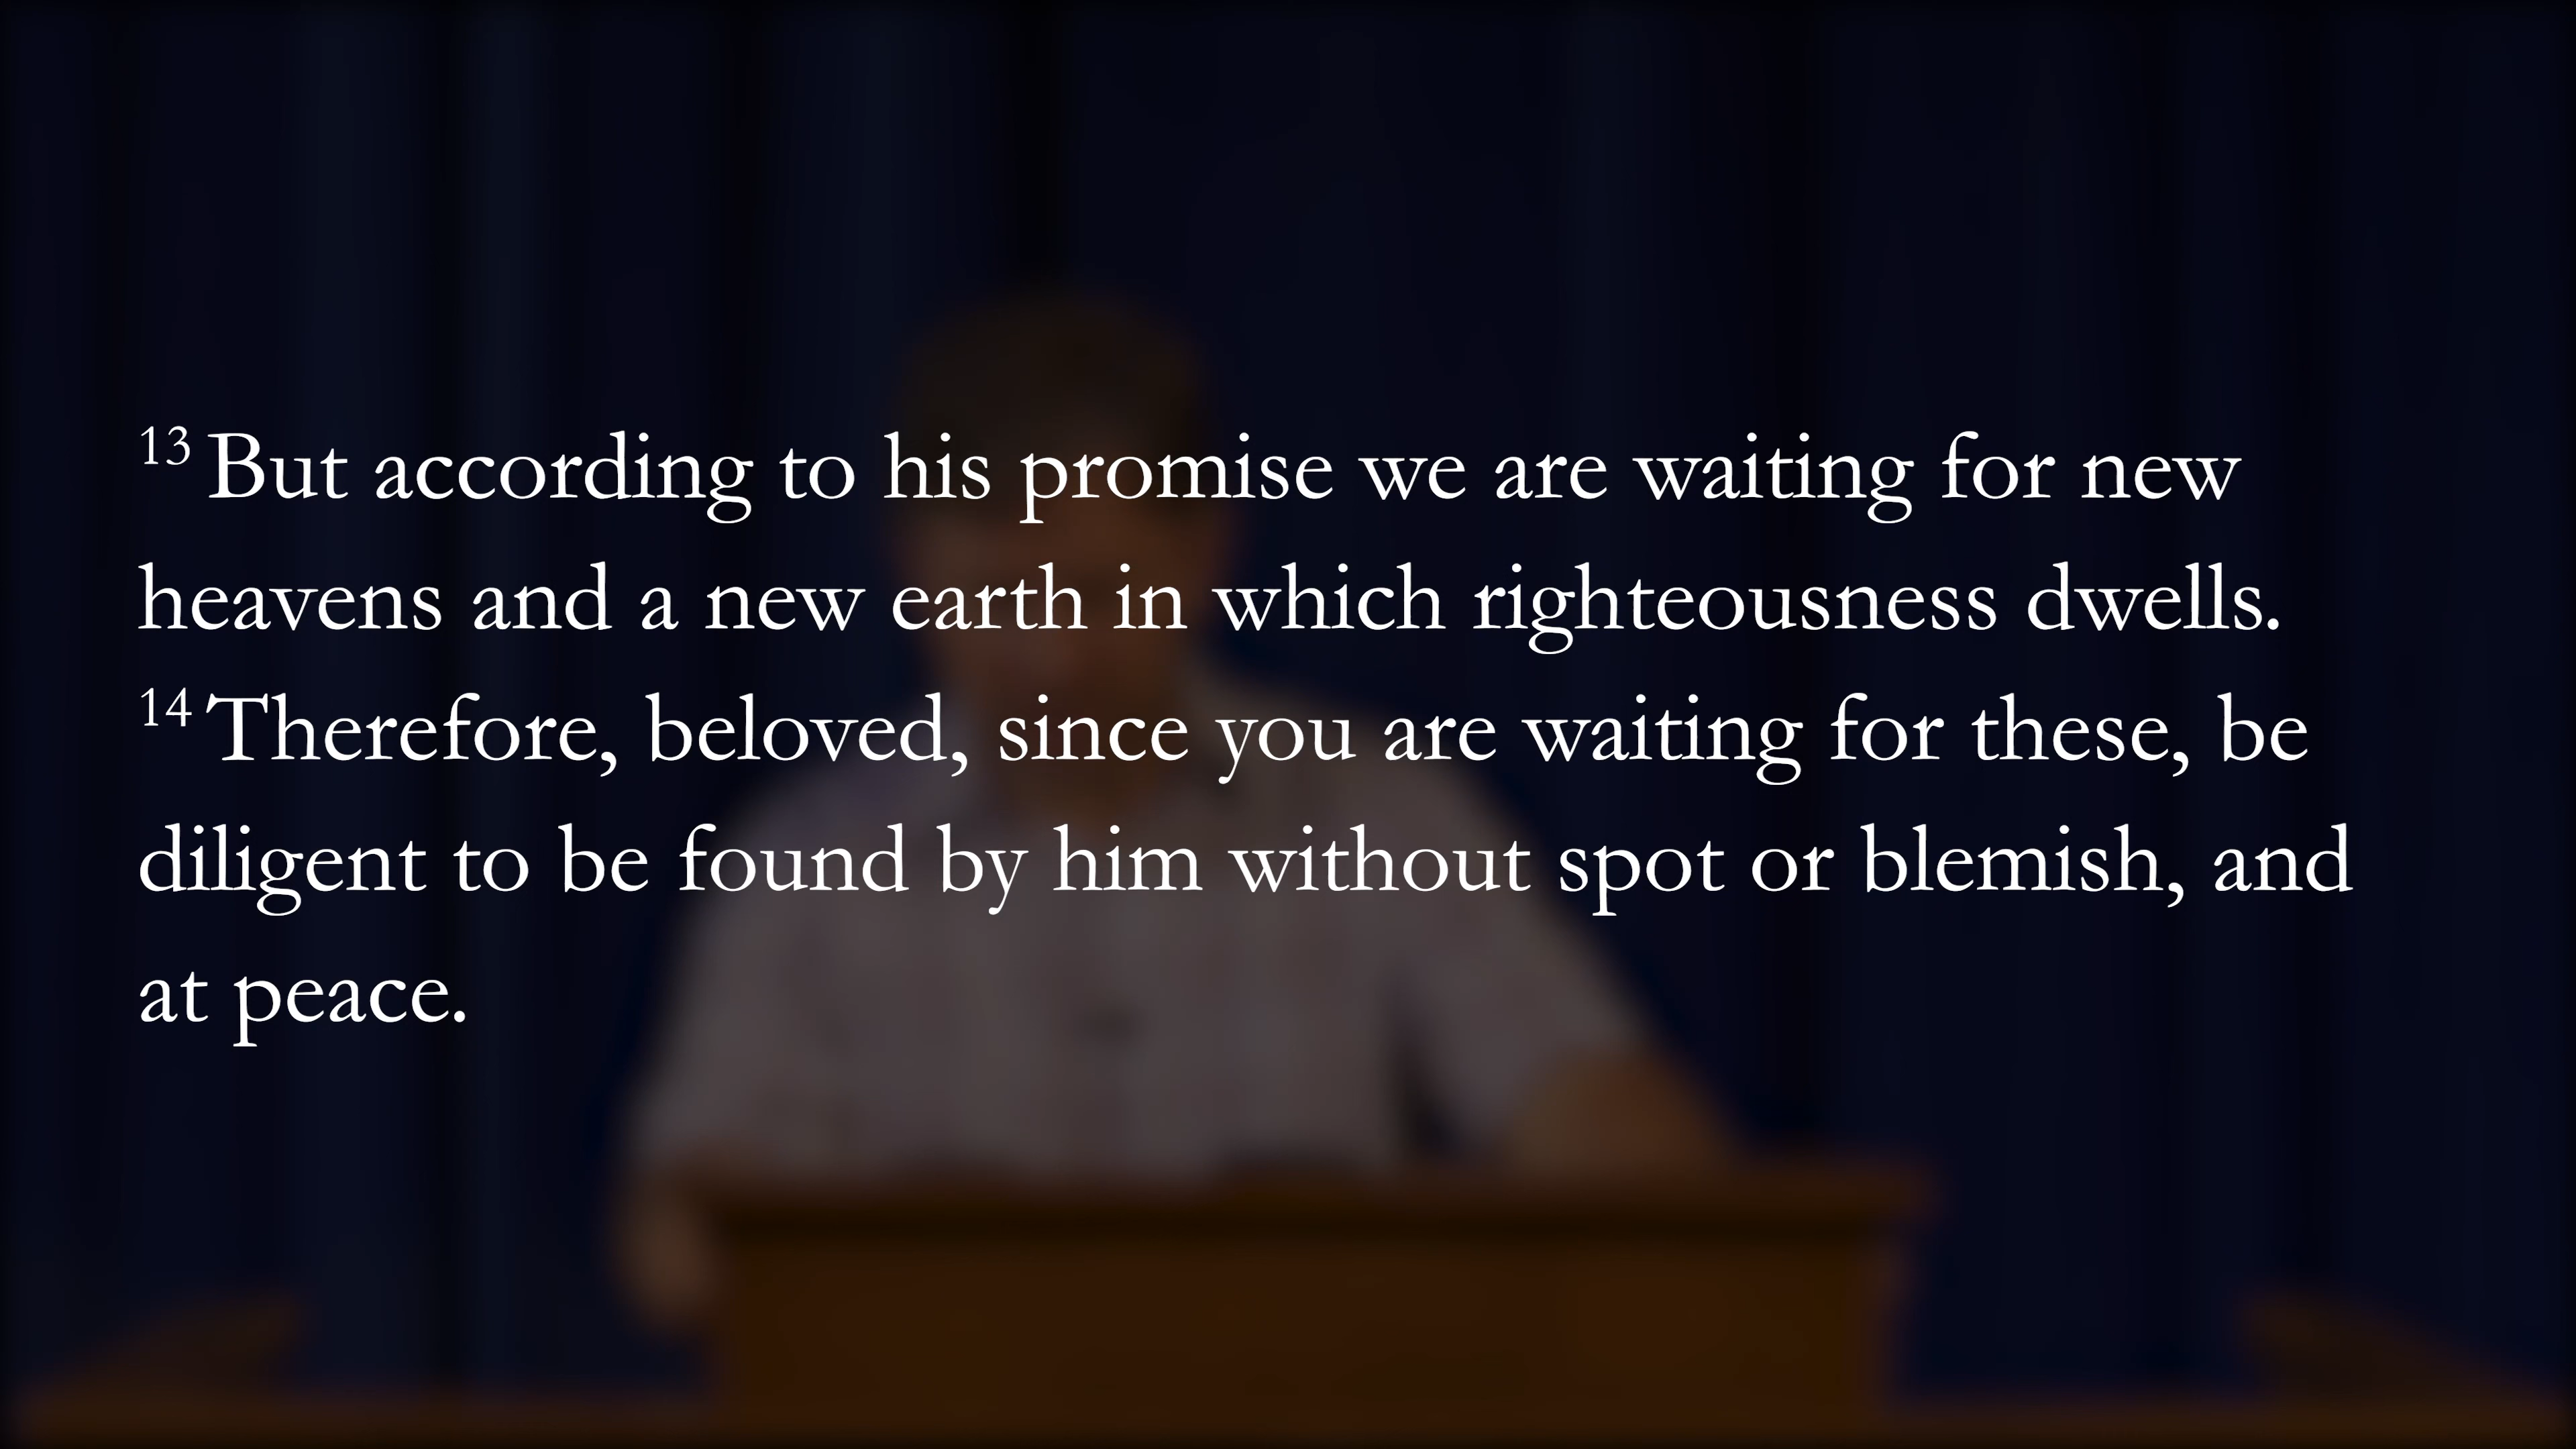 13 But according to his promise we are waiting for new
heavens and a new earth in which righteousness dwells.
14 Therefore, beloved, since you are waiting for these, be
diligent to be found by him without spot or blemish, and
at peace.